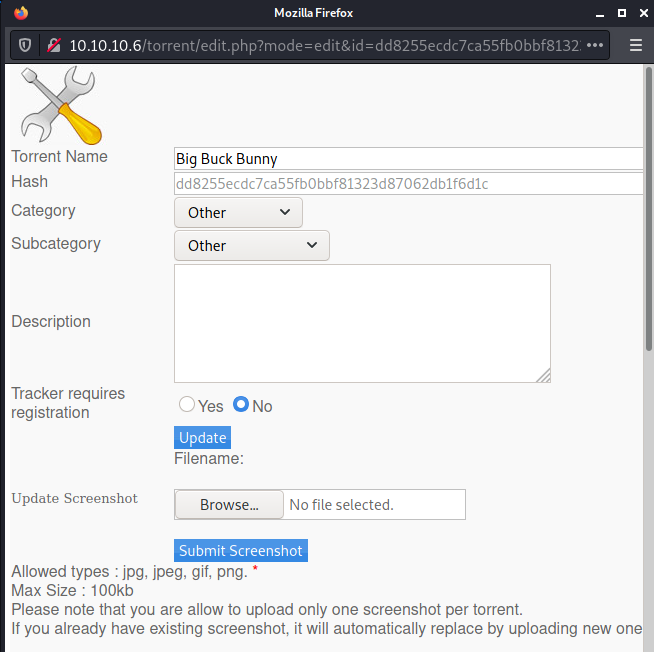 Mozilla Firefox
10.10.10.6/torrent/edit.php?mode=edit&id=dd8255ecdc7ca55fb0bbf81323
Torrent Name Big Buck Bunny
Hash dd8255ecdc7ca55fb0bbf81323d87062db1f6d1c
Category Other
Subcategory Other
Description
Tracker requires
registration Yes No
Update
Filename:
Update Screenshot Browse... No file selected.
Submit Screenshot
Allowed types : jpg, jpeg, gif, png. *
Max Size : 100kb
Please note that you are allow to upload only one screenshot per torrent.
If you already have existing screenshot, it will automatically replace by uploading new one